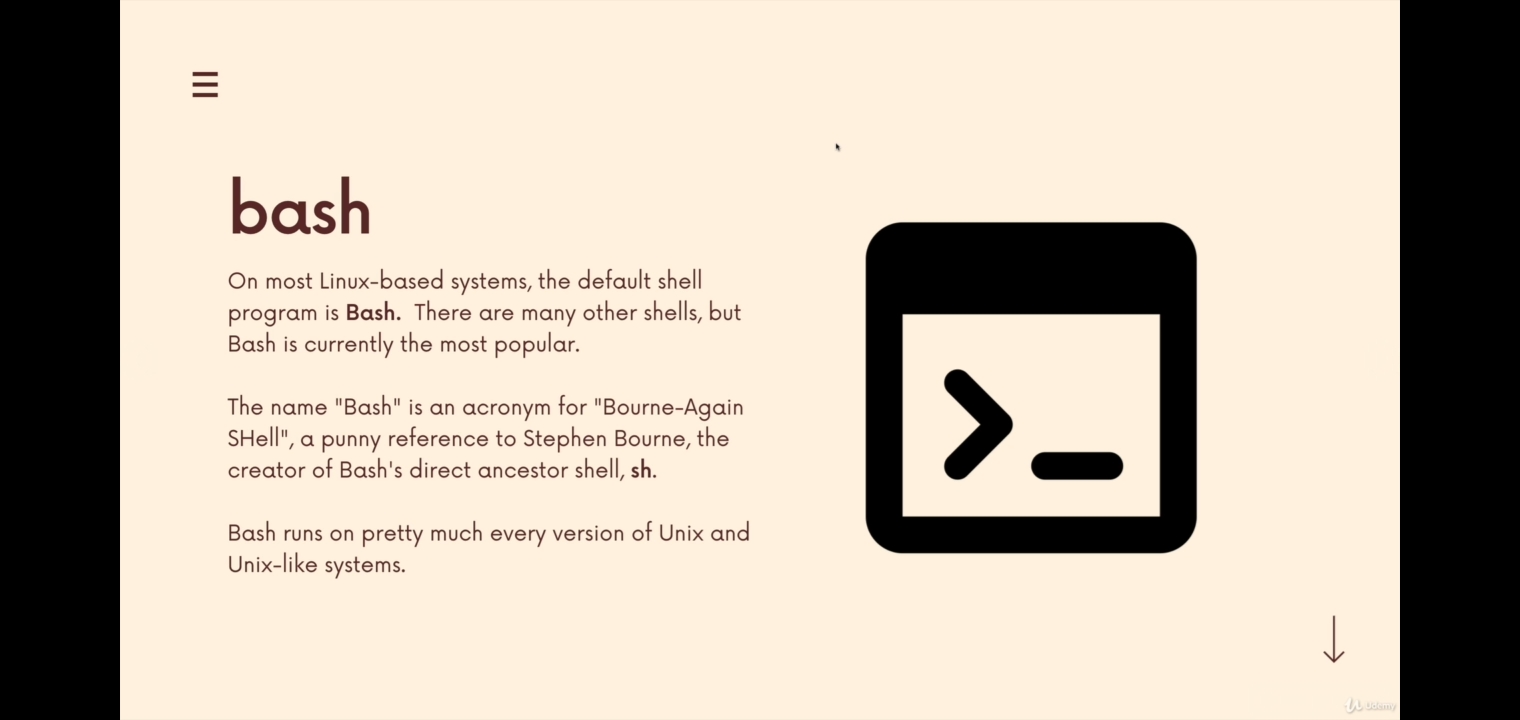 bash
On most Linux-based systems, the default shell
program is Bash.  There are many other shells, but
Bash is currently the most popular.
The name "Bash" is an acronym for "Bourne-Again
SHell", a punny reference to Stephen Bourne, the
creator of Bash's direct ancestor shell, sh.
Bash runs on pretty much every version of Unix and
Unix-like systems.
Udemy